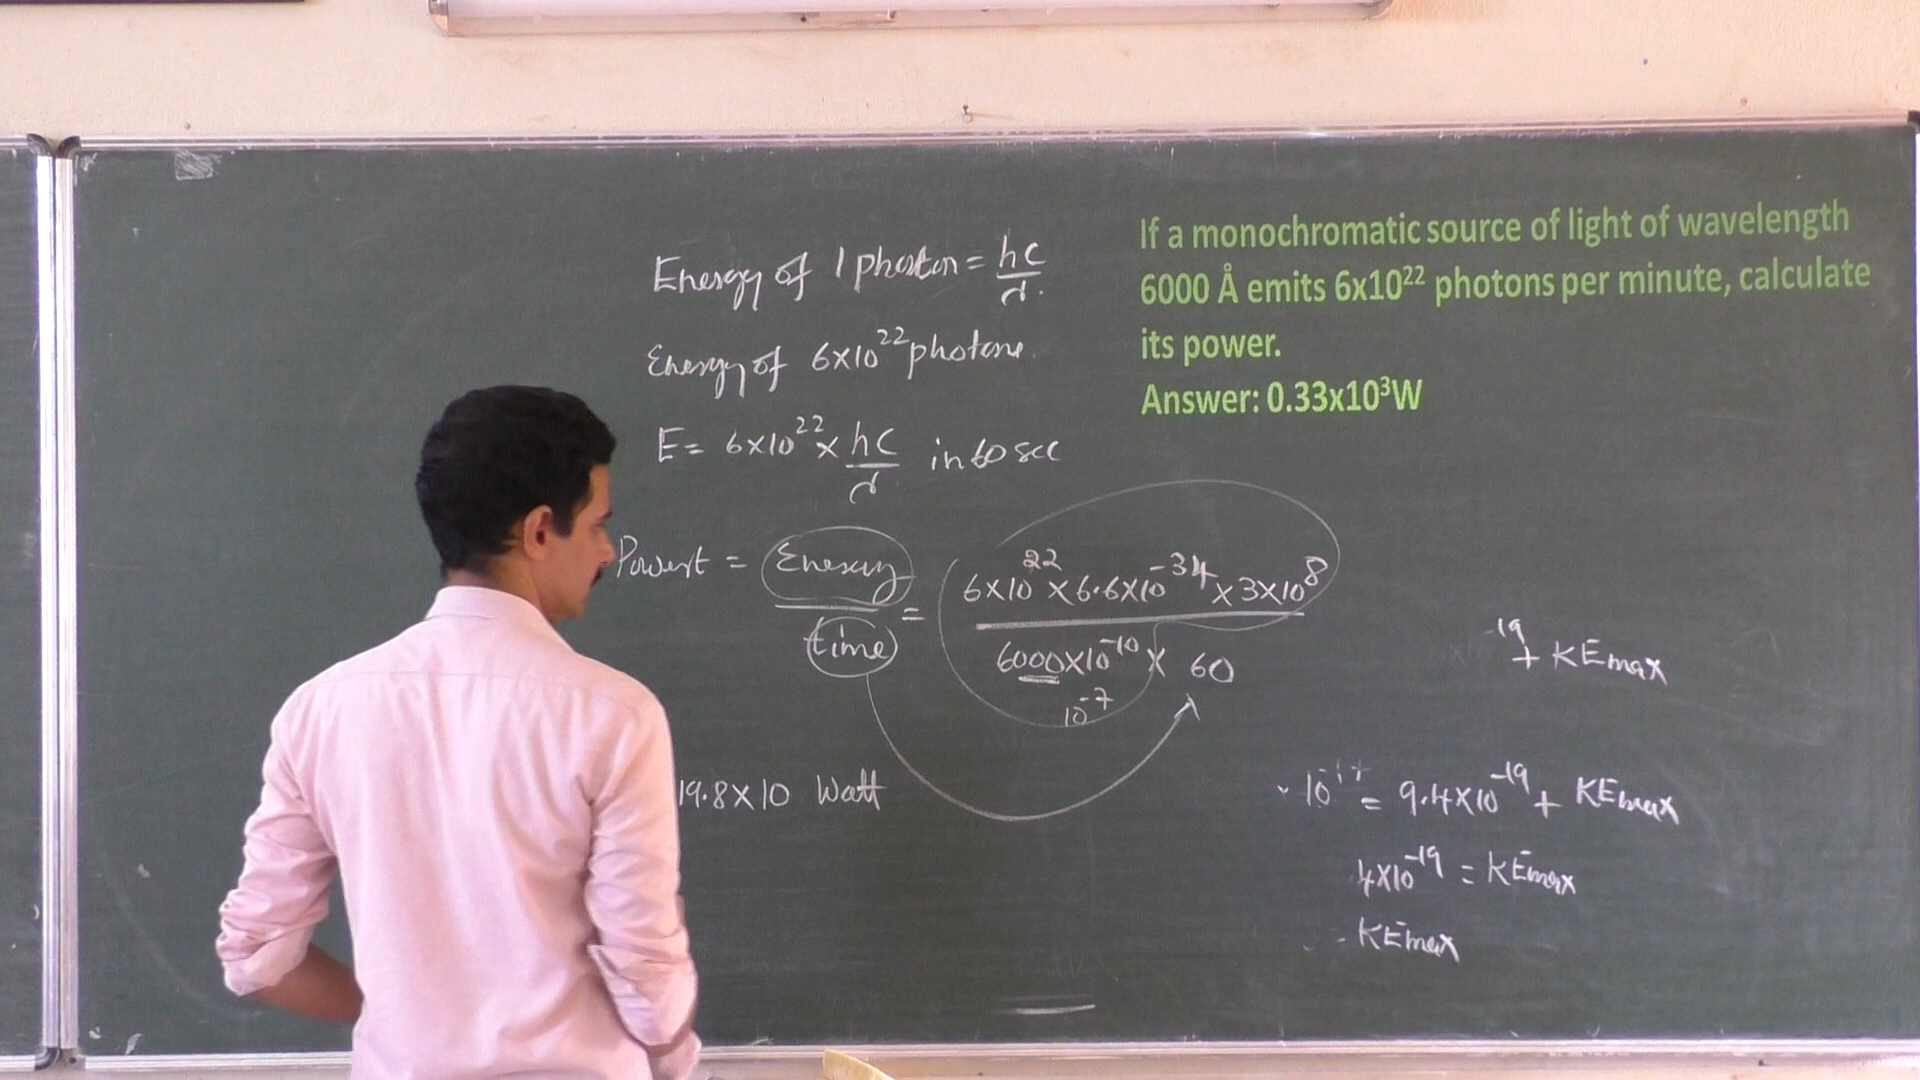 Energy of 1 photon = hc/λ.
Energy of 6x10²² photons.
E = 6x10²² x hc/λ in 60 sec
Power = Energy/time = 6x10²² x 6.6x10⁻³⁴ x 3x10⁸ / 6000x10⁻¹⁰ x 60
10⁻⁷
19.8x10 Watt
If a monochromatic source of light of wavelength
6000 Å emits 6x10²² photons per minute, calculate
its power.
Answer: 0.33x10³W
⁻¹⁹ + KEmax
= 9.4x10⁻¹⁹ + KEmax
4x10⁻¹⁹ = KEmax
= KEmax